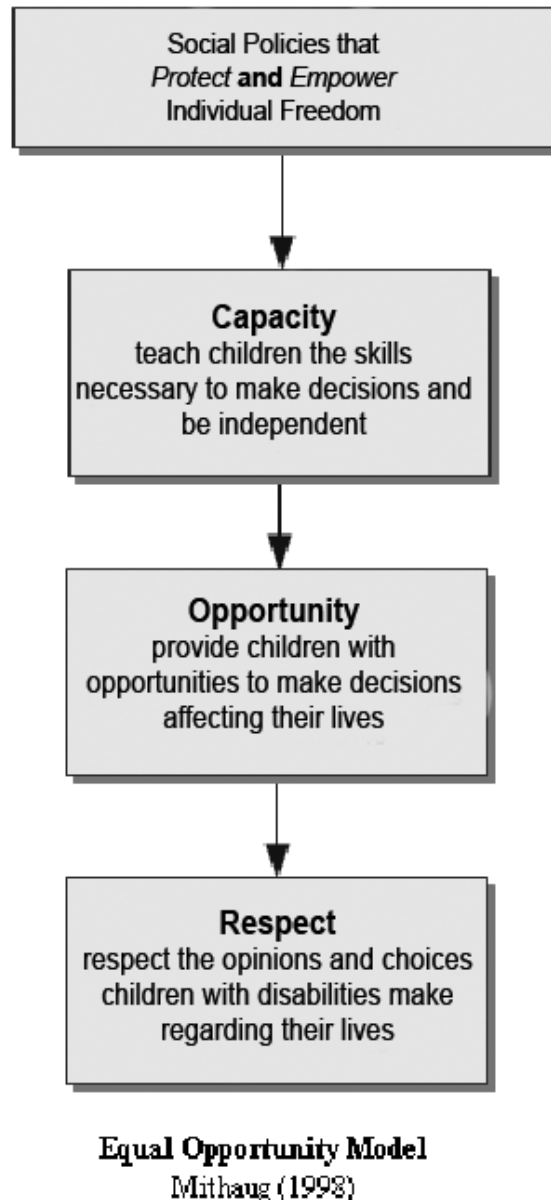 Social Policies that
Protect and Empower
Individual Freedom
Capacity
teach children the skills
necessary to make decisions and
be independent
Opportunity
provide children with
opportunities to make decisions
affecting their lives
Respect
respect the opinions and choices
children with disabilities make
regarding their lives
Equal Opportunity Model
Mithaug (1998)